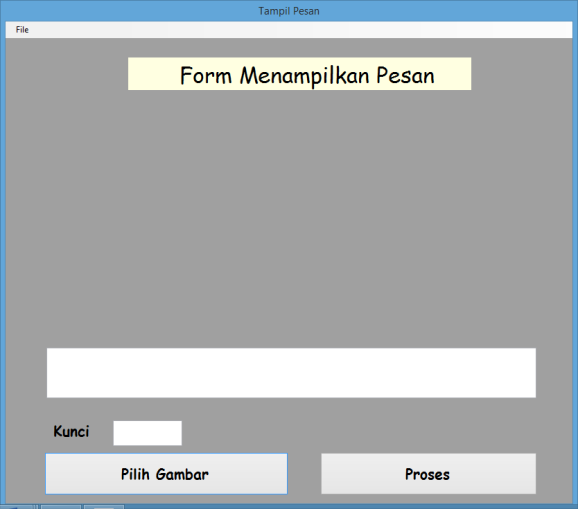 Tampil Pesan
File
Form Menampilkan Pesan
Kunci
Pilih Gambar
Proses